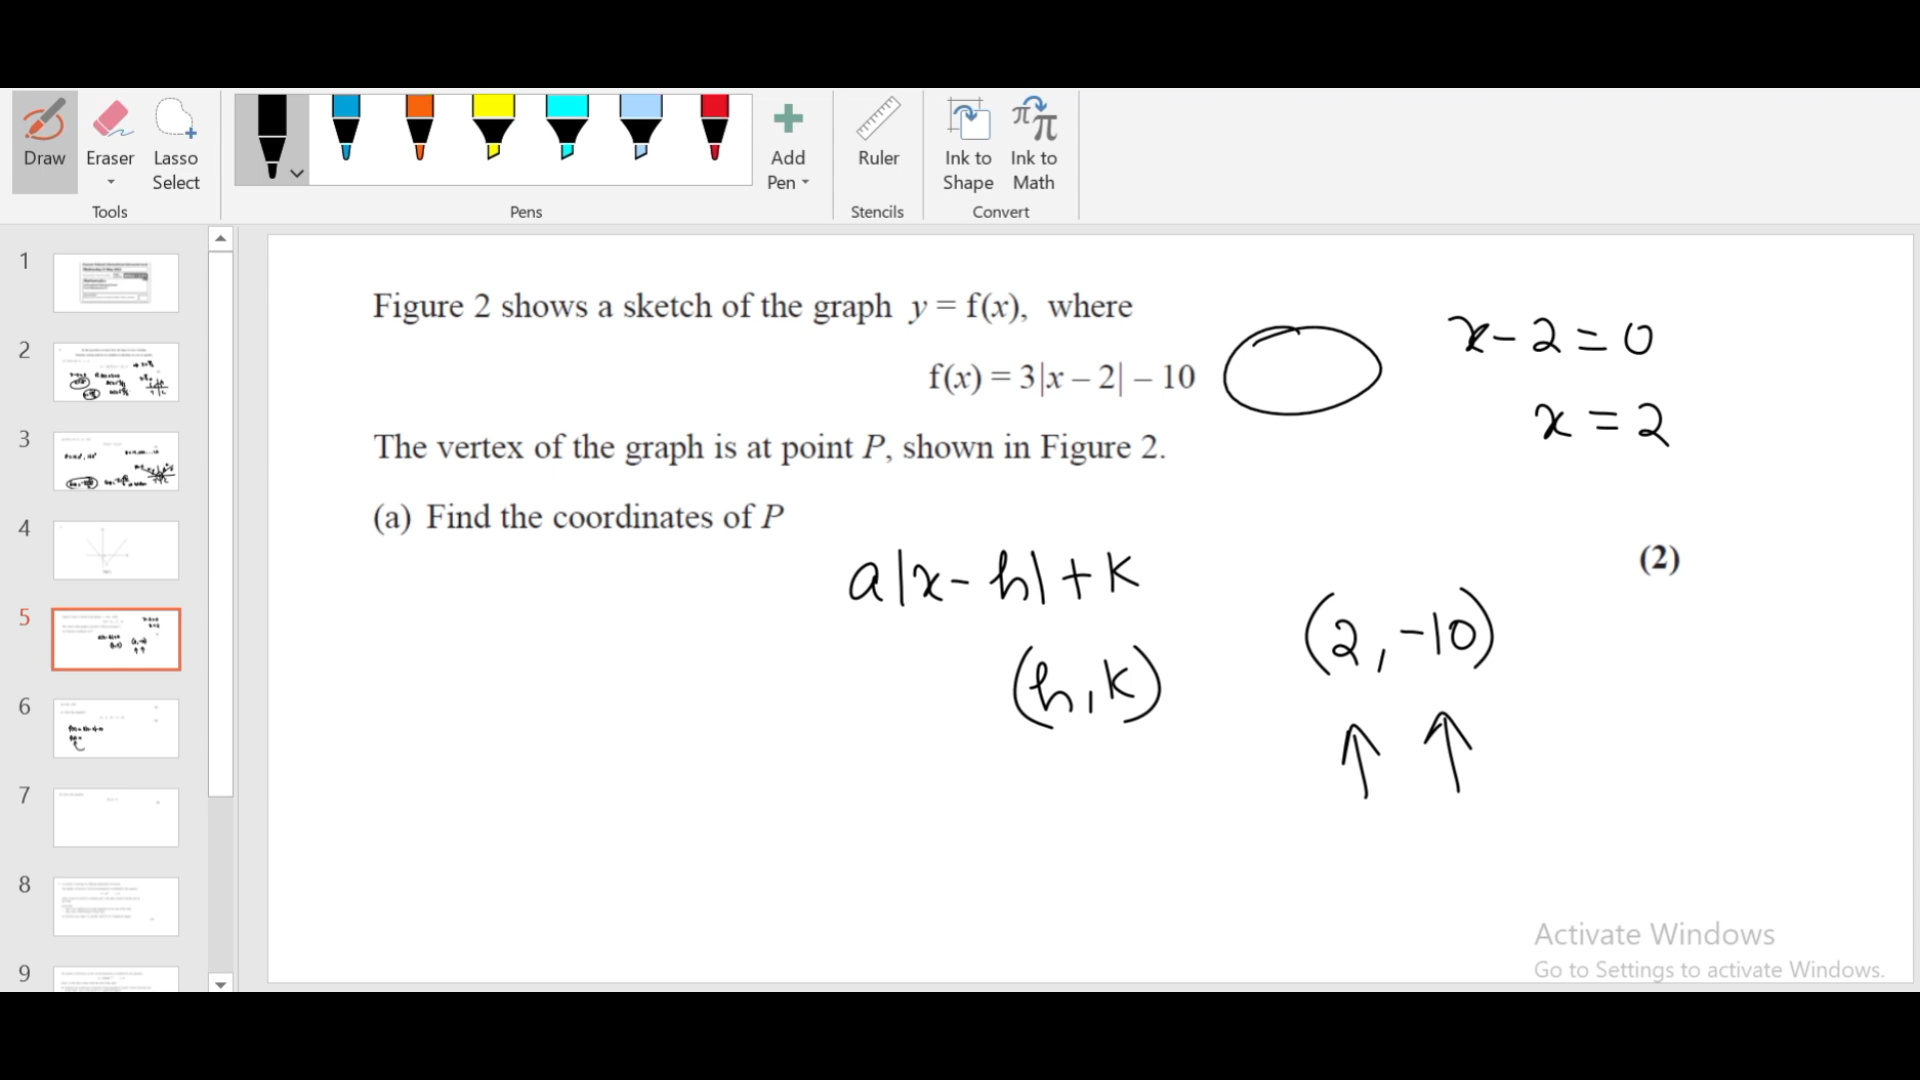 Draw
Eraser
Lasso Select
Tools
Pens
Add Pen
Ruler
Stencils
Ink to Shape
Ink to Math
Convert
1
2
3
4
5
6
7
8
9
Figure 2 shows a sketch of the graph y = f(x), where
f(x) = 3|x – 2| – 10
x - 2 = 0
x = 2
The vertex of the graph is at point P, shown in Figure 2.
(a) Find the coordinates of P
(2)
a|x - h| + k
(h, k)
(2, -10)
Activate Windows
Go to Settings to activate Windows.